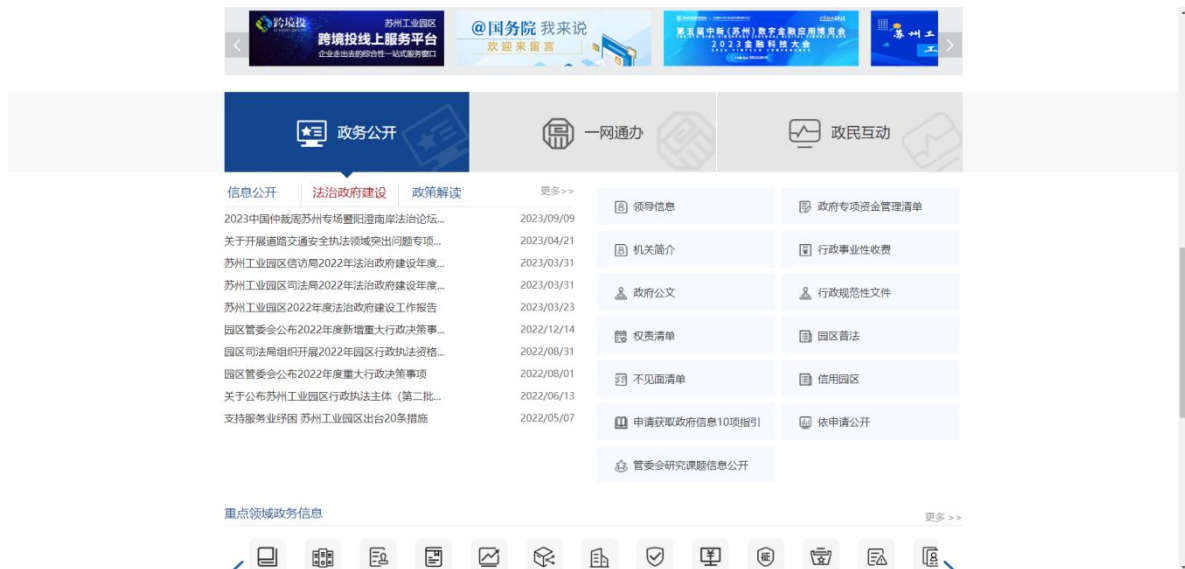 跨境投
苏州工业园区
跨境投线上服务平台
企业走出去的综合性一站式服务窗口
@国务院 我来说
欢迎来留言
第五届中新(苏州)数字金融应用博览会
2023金融科技大会
苏州工
工
政务公开
一网通办
政民互动
信息公开
法治政府建设
政策解读
更多>>
2023中国仲裁周苏州专场暨阳澄南岸法治论坛... 2023/09/09
关于开展道路交通安全执法领域突出问题专项... 2023/04/21
苏州工业园区信访局2022年法治政府建设年度... 2023/03/31
苏州工业园区司法局2022年法治政府建设年度... 2023/03/31
苏州工业园区2022年度法治政府建设工作报告 2023/03/23
园区管委会公布2022年度新增重大行政决策事... 2022/12/14
园区司法局组织开展2022年园区行政执法资格... 2022/08/31
园区管委会公布2022年度重大行政决策事项 2022/08/01
关于公布苏州工业园区行政执法主体（第二批... 2022/06/13
支持服务业纾困 苏州工业园区出台20条措施 2022/05/07
领导信息
政府专项资金管理清单
机关简介
行政事业性收费
政府公文
行政规范性文件
权责清单
园区普法
不见面清单
信用园区
申请获取政府信息10项指引
依申请公开
管委会研究课题信息公开
重点领域政务信息
更多 >>
征